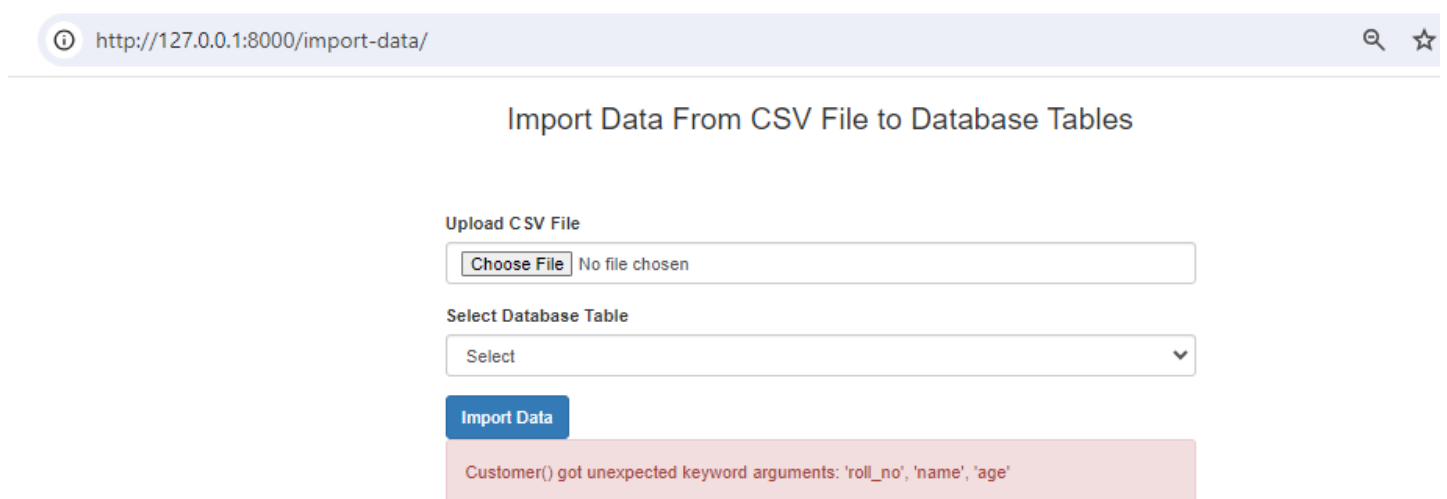 http://127.0.0.1:8000/import-data/
Import Data From CSV File to Database Tables
Upload CSV File
Choose File No file chosen
Select Database Table
Select
Import Data
Customer() got unexpected keyword arguments: 'roll_no', 'name', 'age'